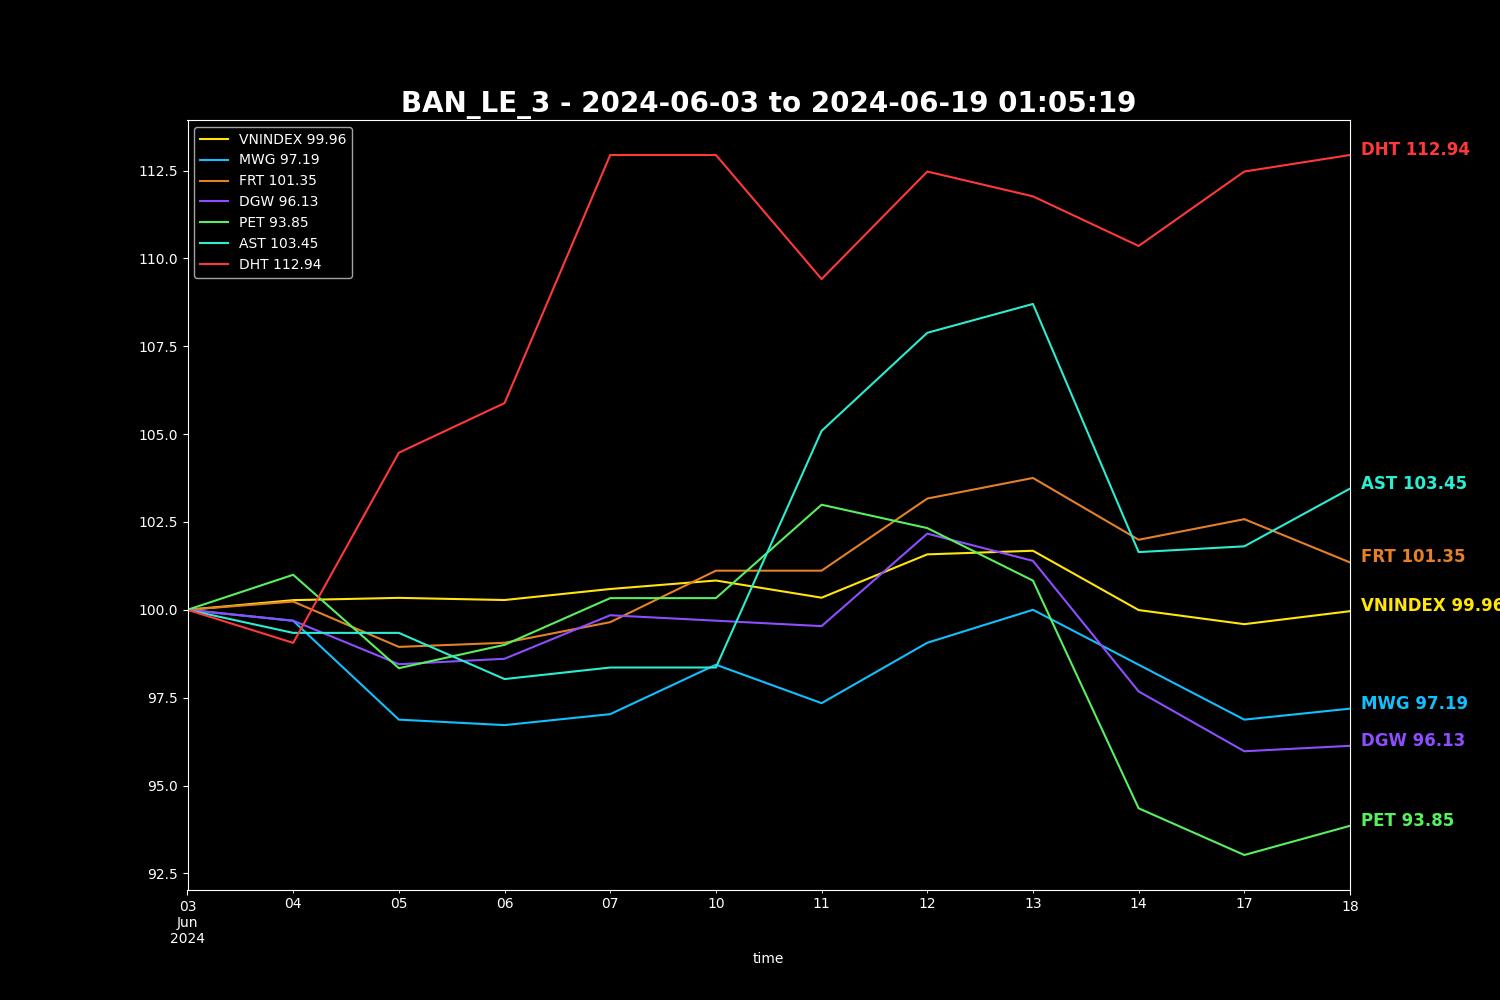 BAN_LE_3 - 2024-06-03 to 2024-06-19 01:05:19
VNINDEX 99.96
MWG 97.19
FRT 101.35
DGW 96.13
PET 93.85
AST 103.45
DHT 112.94
112.5
110.0
107.5
105.0
102.5
100.0
97.5
95.0
92.5
DHT 112.94
AST 103.45
FRT 101.35
VNINDEX 99.96
MWG 97.19
DGW 96.13
PET 93.85
03 04 05 06 07 10 11 12 13 14 17 18
Jun
2024
time